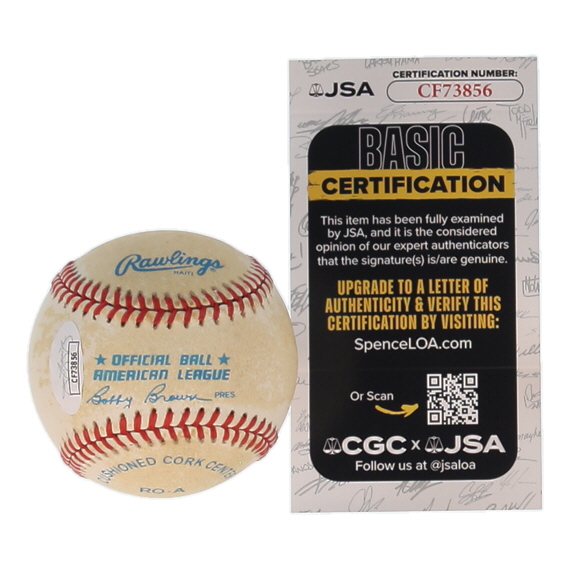 Rawlings
HAITI
★ OFFICIAL BALL ★
AMERICAN LEAGUE
Bobby Brown PRES
CUSHIONED CORK CENTE
RO-A
CF73856
JSA
CERTIFICATION NUMBER:
CF73856
BASIC
CERTIFICATION
This item has been fully examined
by JSA, and it is the considered
opinion of our expert authenticators
that the signature(s) is/are genuine.
UPGRADE TO A LETTER OF
AUTHENTICITY & VERIFY THIS
CERTIFICATION BY VISITING:
SpenceLOA.com
Or Scan
CGC x JSA
Follow us at @jsaloa